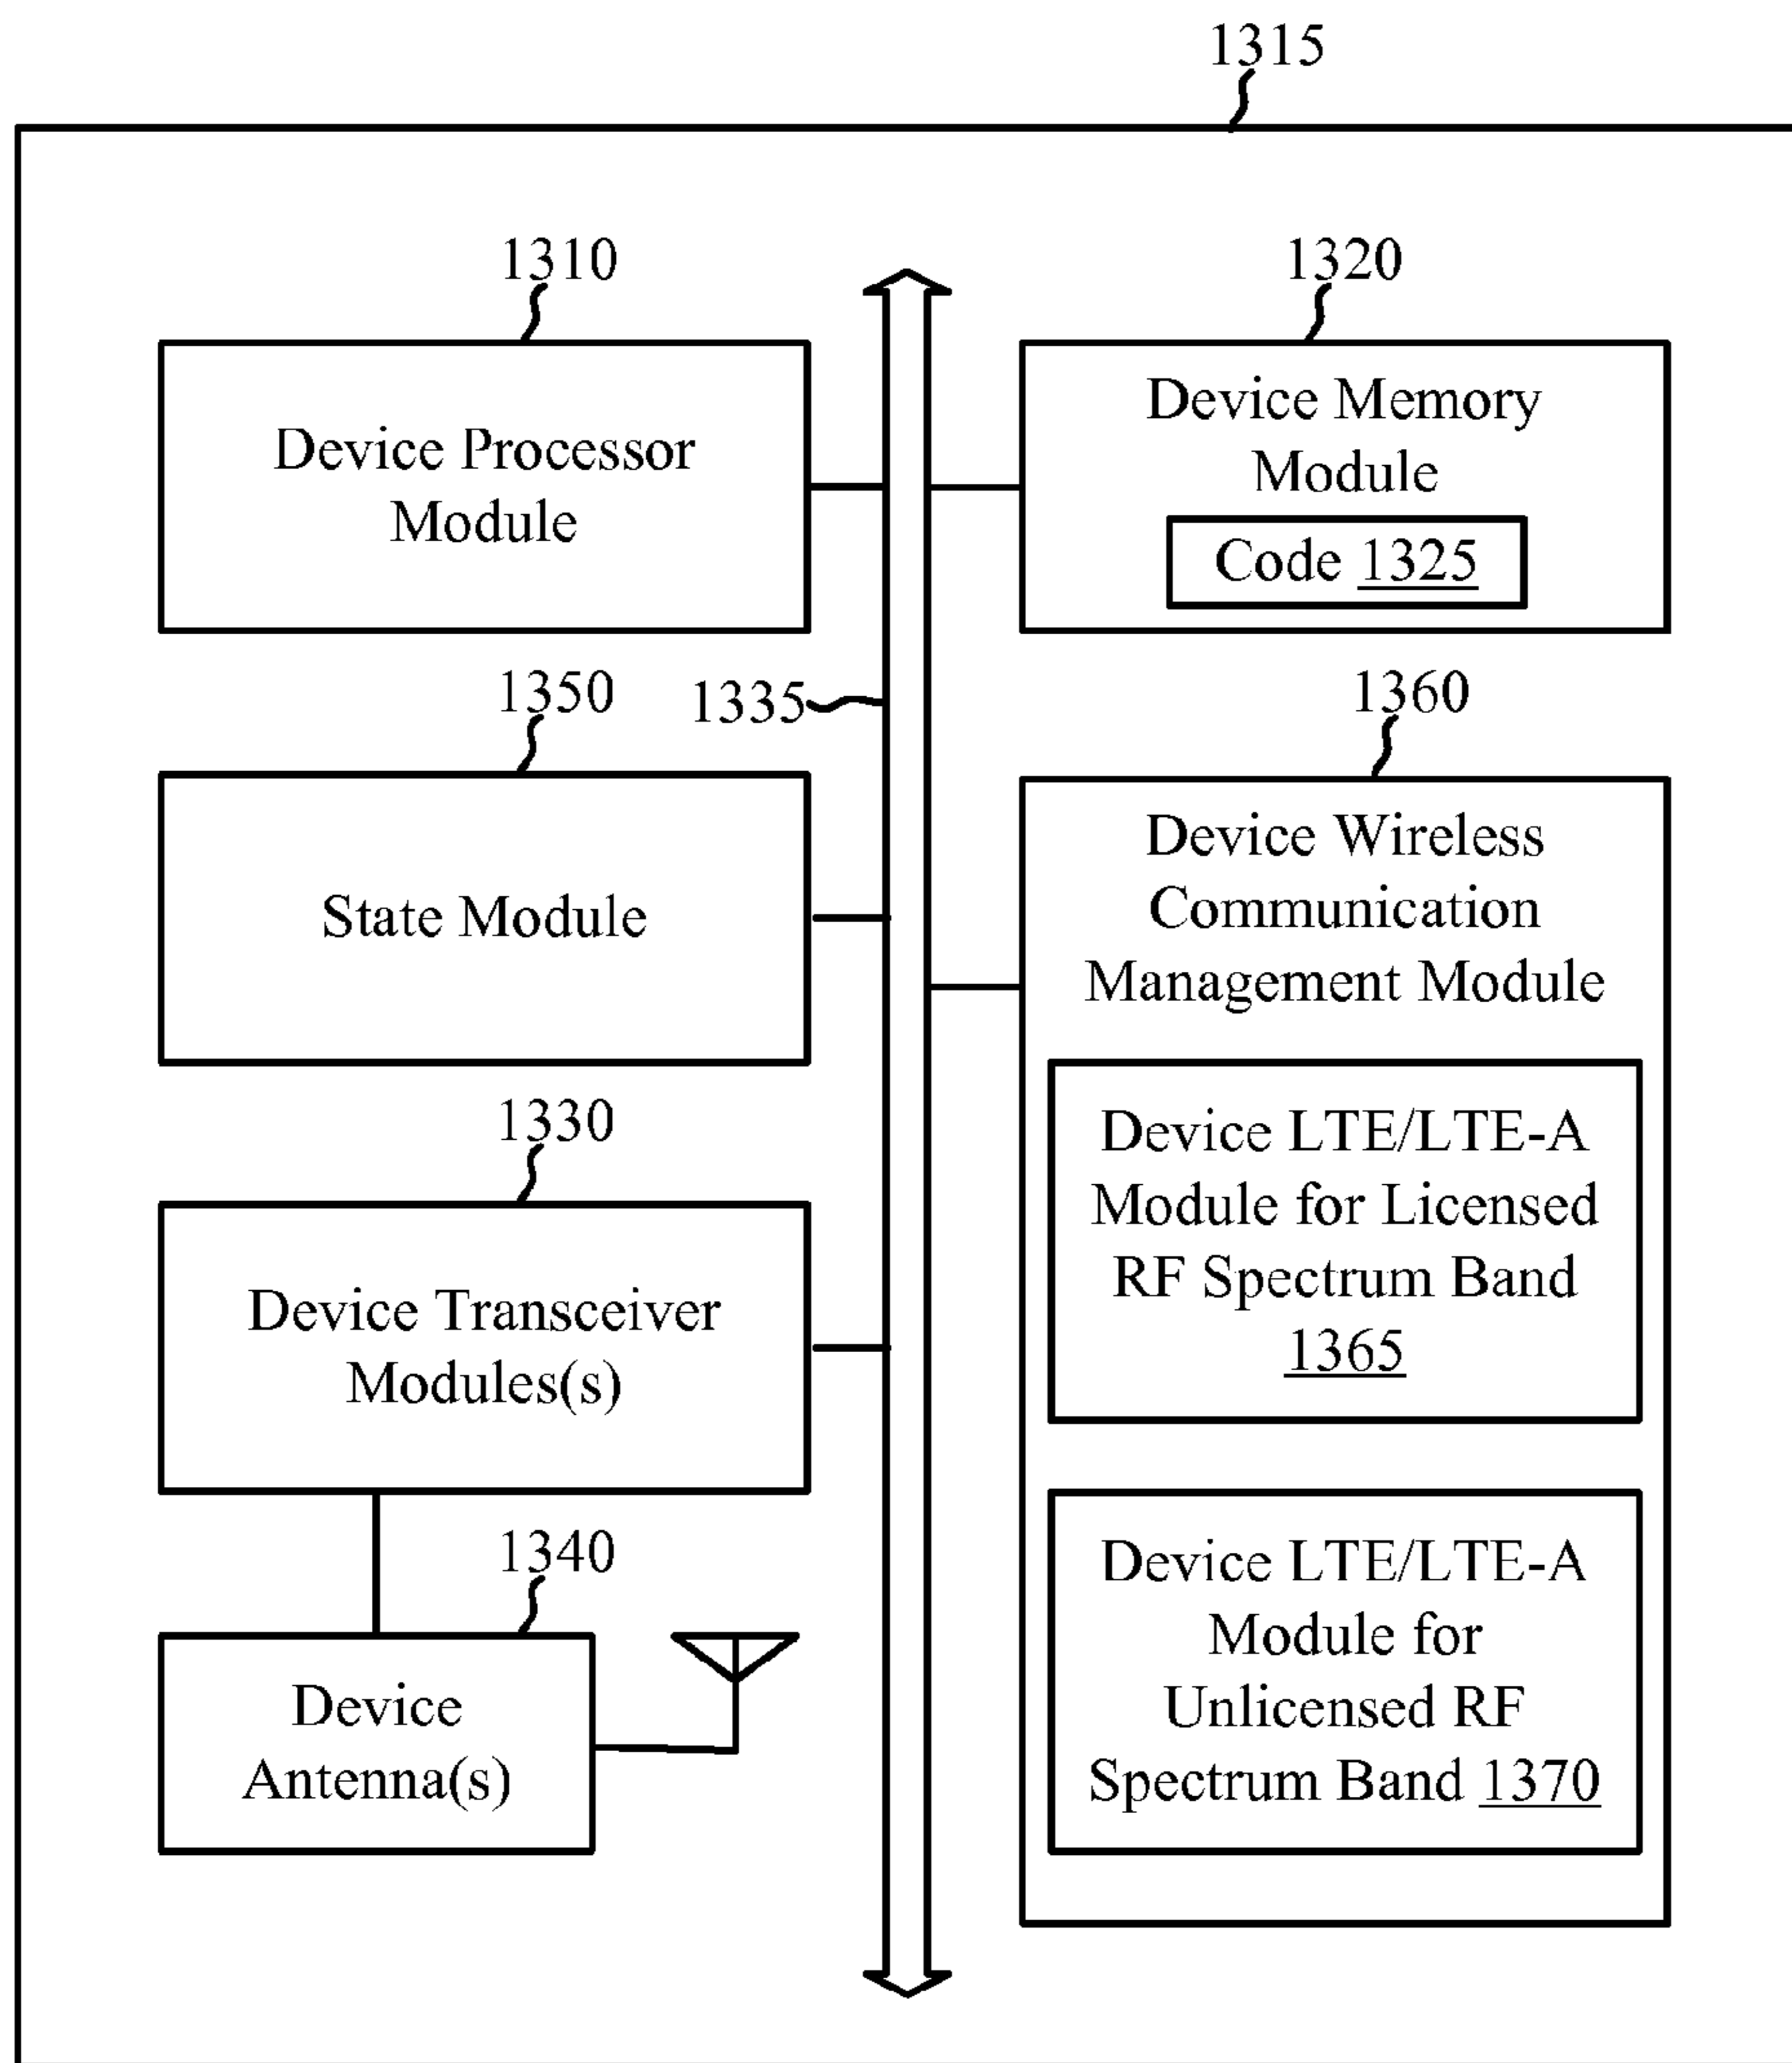 1315
1310
Device Processor
Module
1320
Device Memory
Module
Code 1325
1350
State Module
1335
1360
Device Wireless
Communication
Management Module
Device LTE/LTE-A
Module for Licensed
RF Spectrum Band
1365
Device LTE/LTE-A
Module for
Unlicensed RF
Spectrum Band 1370
1330
Device Transceiver
Modules(s)
1340
Device
Antenna(s)